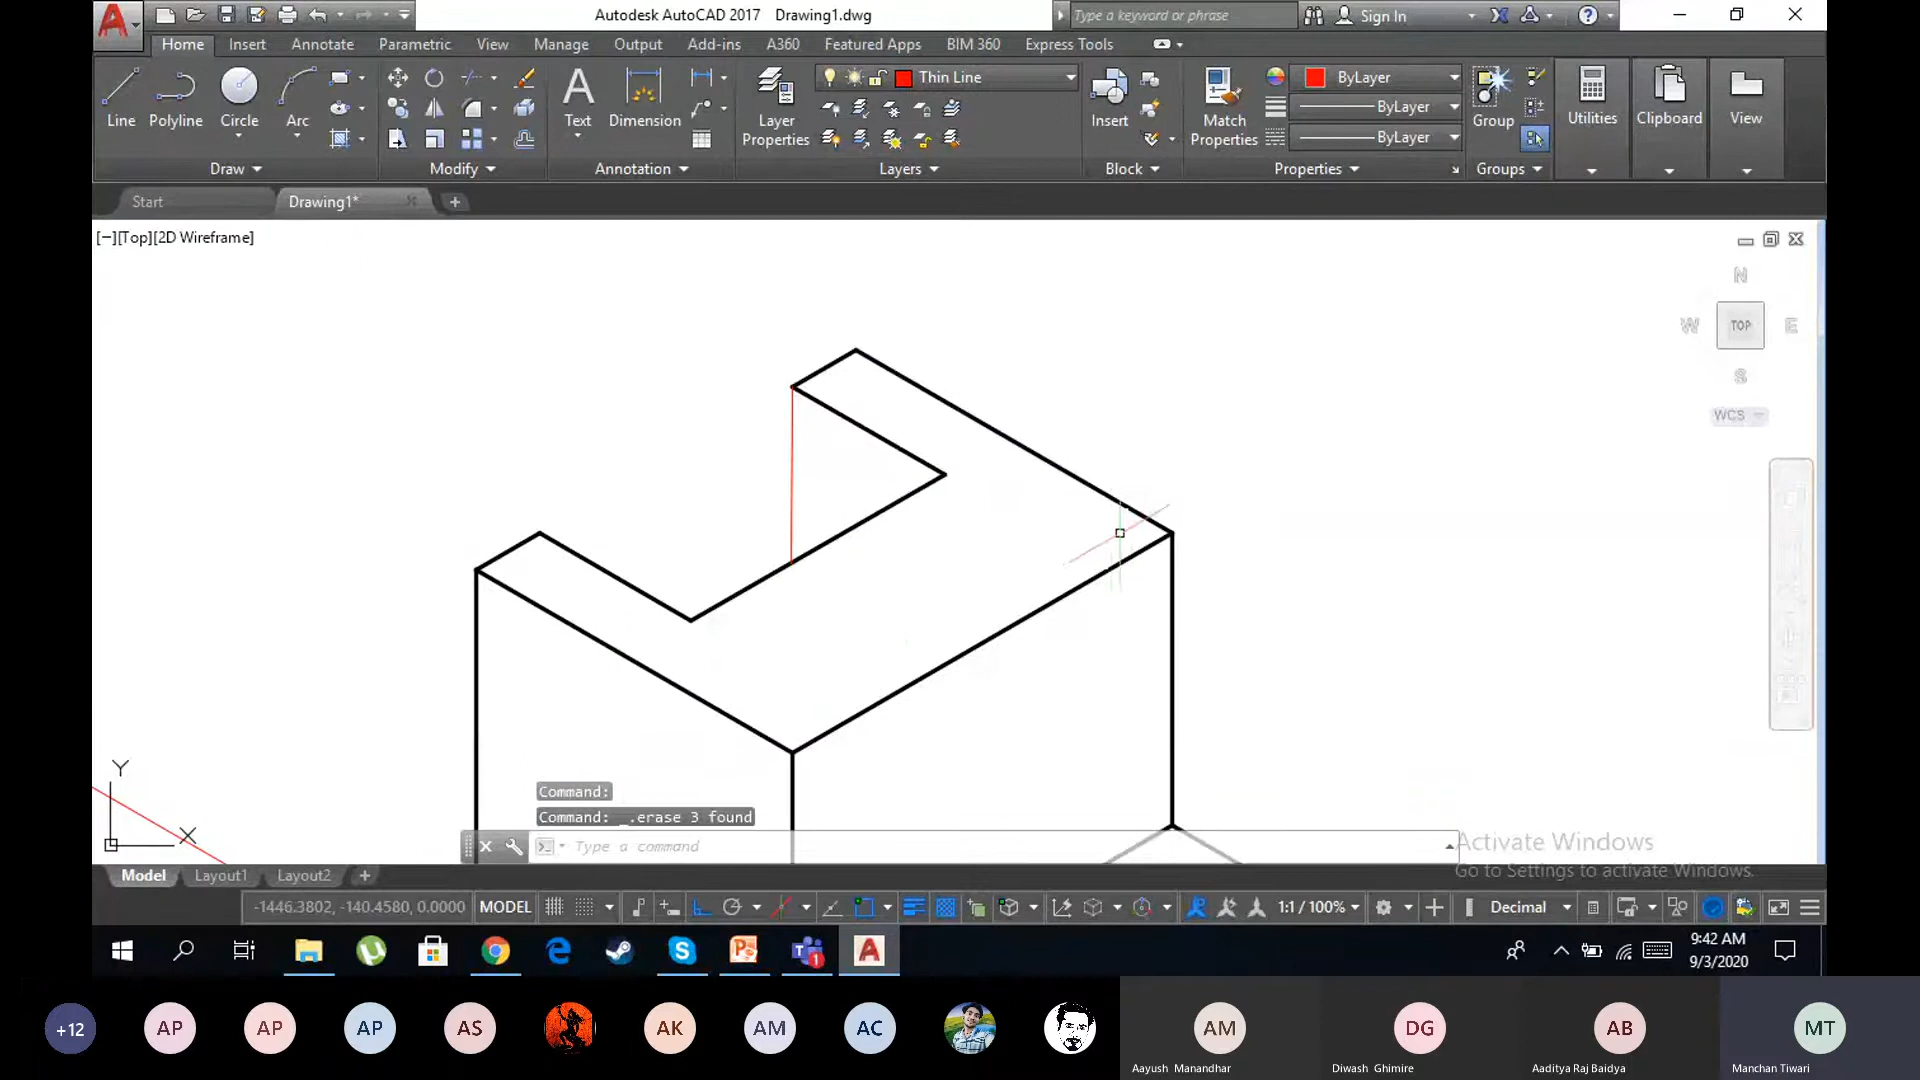 Autodesk AutoCAD 2017 Drawing1.dwg
Type a keyword or phrase
Sign In
Home Insert Annotate Parametric View Manage Output Add-ins A360 Featured Apps BIM 360 Express Tools
Line
Polyline
Circle
Arc
Text
Dimension
Layer
Properties
Thin Line
Insert
Match
Properties
ByLayer
ByLayer
ByLayer
Group
Utilities
Clipboard
View
Draw Modify Annotation Layers Block Properties Groups
Start Drawing1* +
[−][Top][2D Wireframe]
N
W TOP E
S
WCS
Y
X
Command:
Command: _.erase 3 found
Type a command
Activate Windows
Go to Settings to activate Windows.
Model Layout1 Layout2 +
-1446.3802, -140.4580, 0.0000 MODEL 1:1 / 100% Decimal
1
9:42 AM
9/3/2020
+12 AP AP AP AS AK AM AC AM DG AB MT
Aayush Manandhar Diwash Ghimire Aaditya Raj Baidya Manchan Tiwari